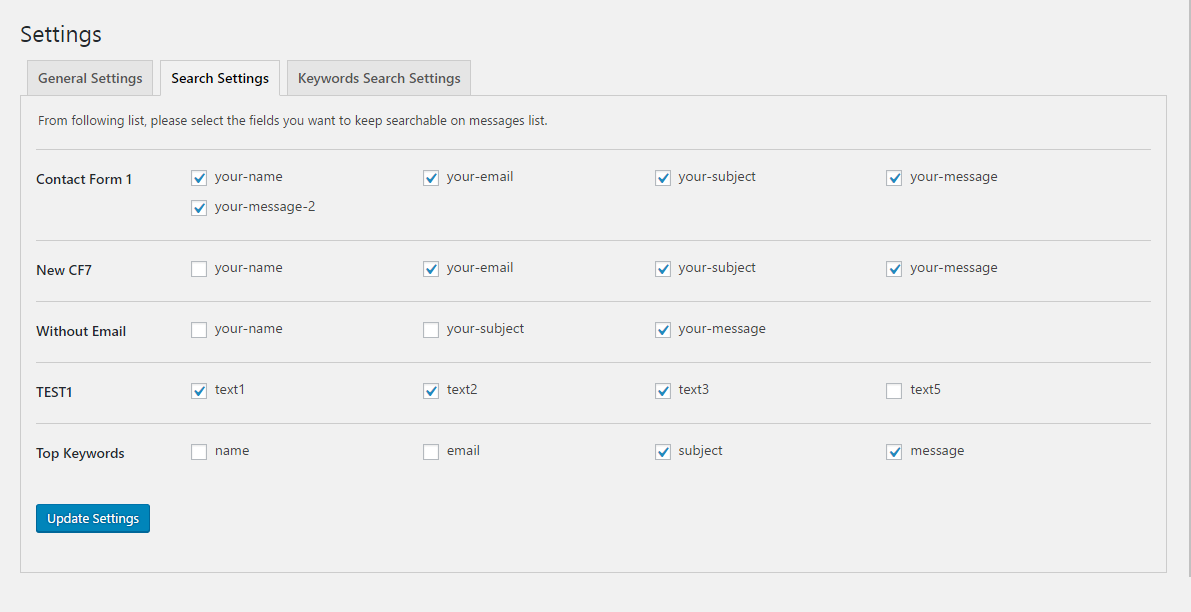 Settings
General Settings Search Settings Keywords Search Settings
From following list, please select the fields you want to keep searchable on messages list.
Contact Form 1 your-name your-email your-subject your-message
your-message-2
New CF7 your-name your-email your-subject your-message
Without Email your-name your-subject your-message
TEST1 text1 text2 text3 text5
Top Keywords name email subject message
Update Settings